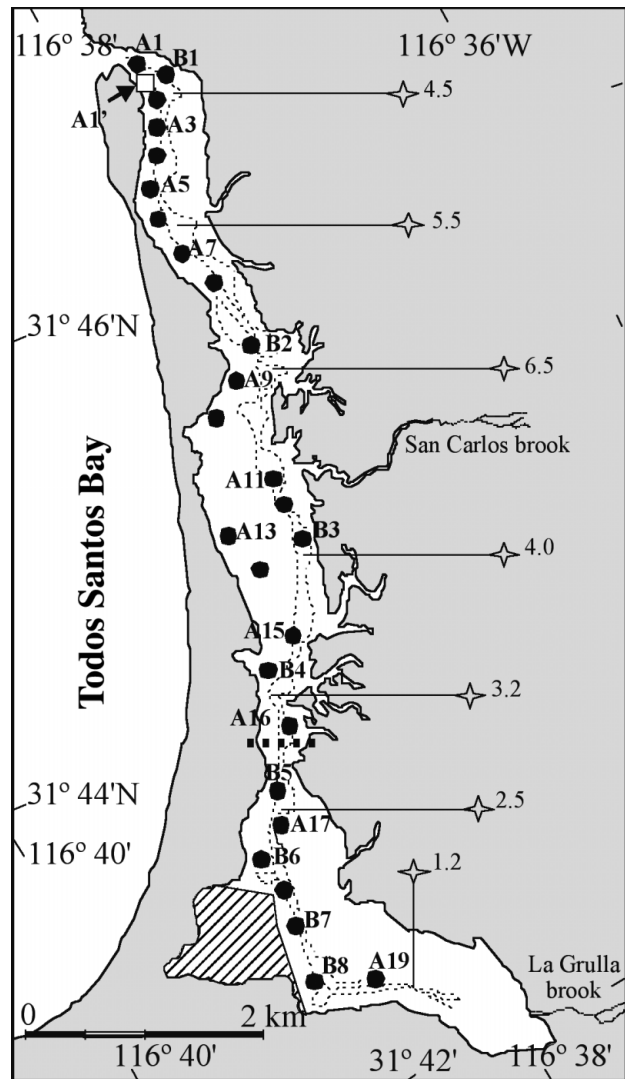 116° 38'
116° 36'W
A1
B1
4.5
A1'
A3
A5
5.5
A7
31° 46'N
B2
6.5
A9
San Carlos brook
A11
A13
B3
4.0
Todos Santos Bay
A15
B4
3.2
A16
B5
31° 44'N
2.5
A17
116° 40'
B6
1.2
B7
B8
A19
La Grulla
brook
0
2 km
116° 40'
31° 42'
116° 38'